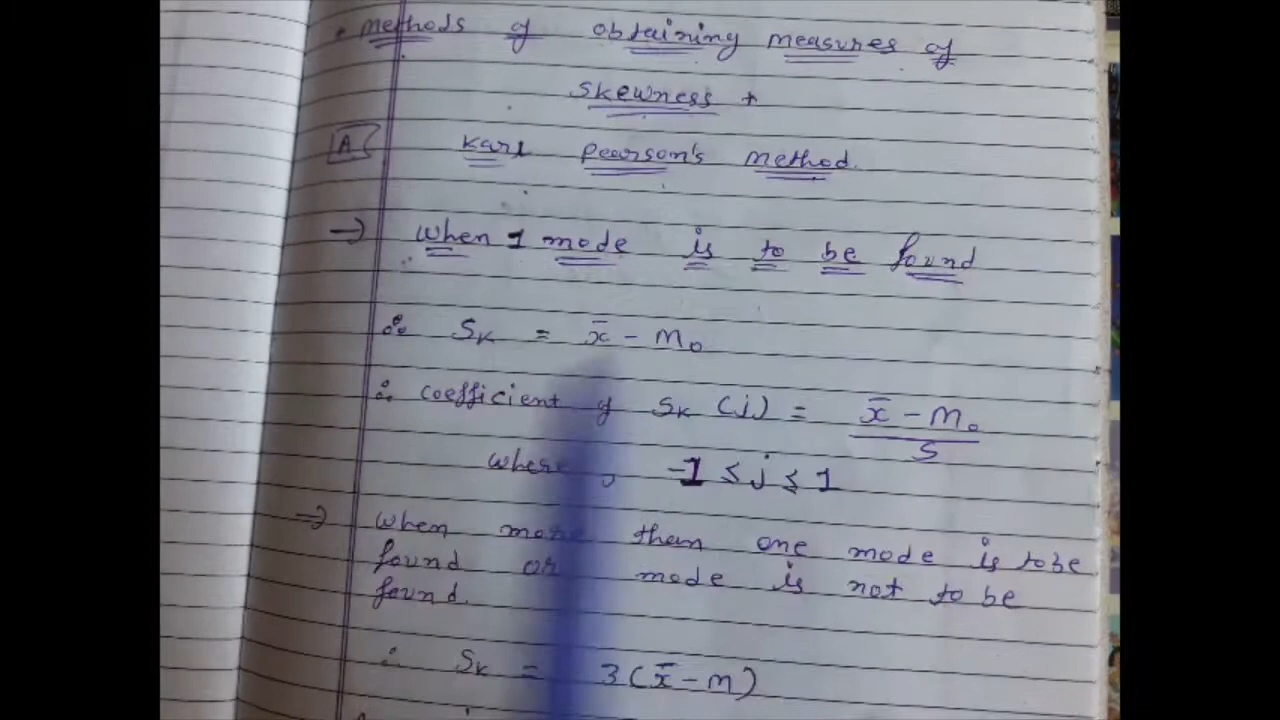 • methods of obtaining measures of
skewness +
A Karl Pearson's method.
→ When 1 mode is to be found
∴ Sk = x̄ - Mo
∴ coefficient of Sk (j) = x̄ - Mo / S
where, -1 ≤ j ≤ 1
→ When more them one mode is to be
found or mode is not to be
found.
∴ Sk = 3(x̄ - M)